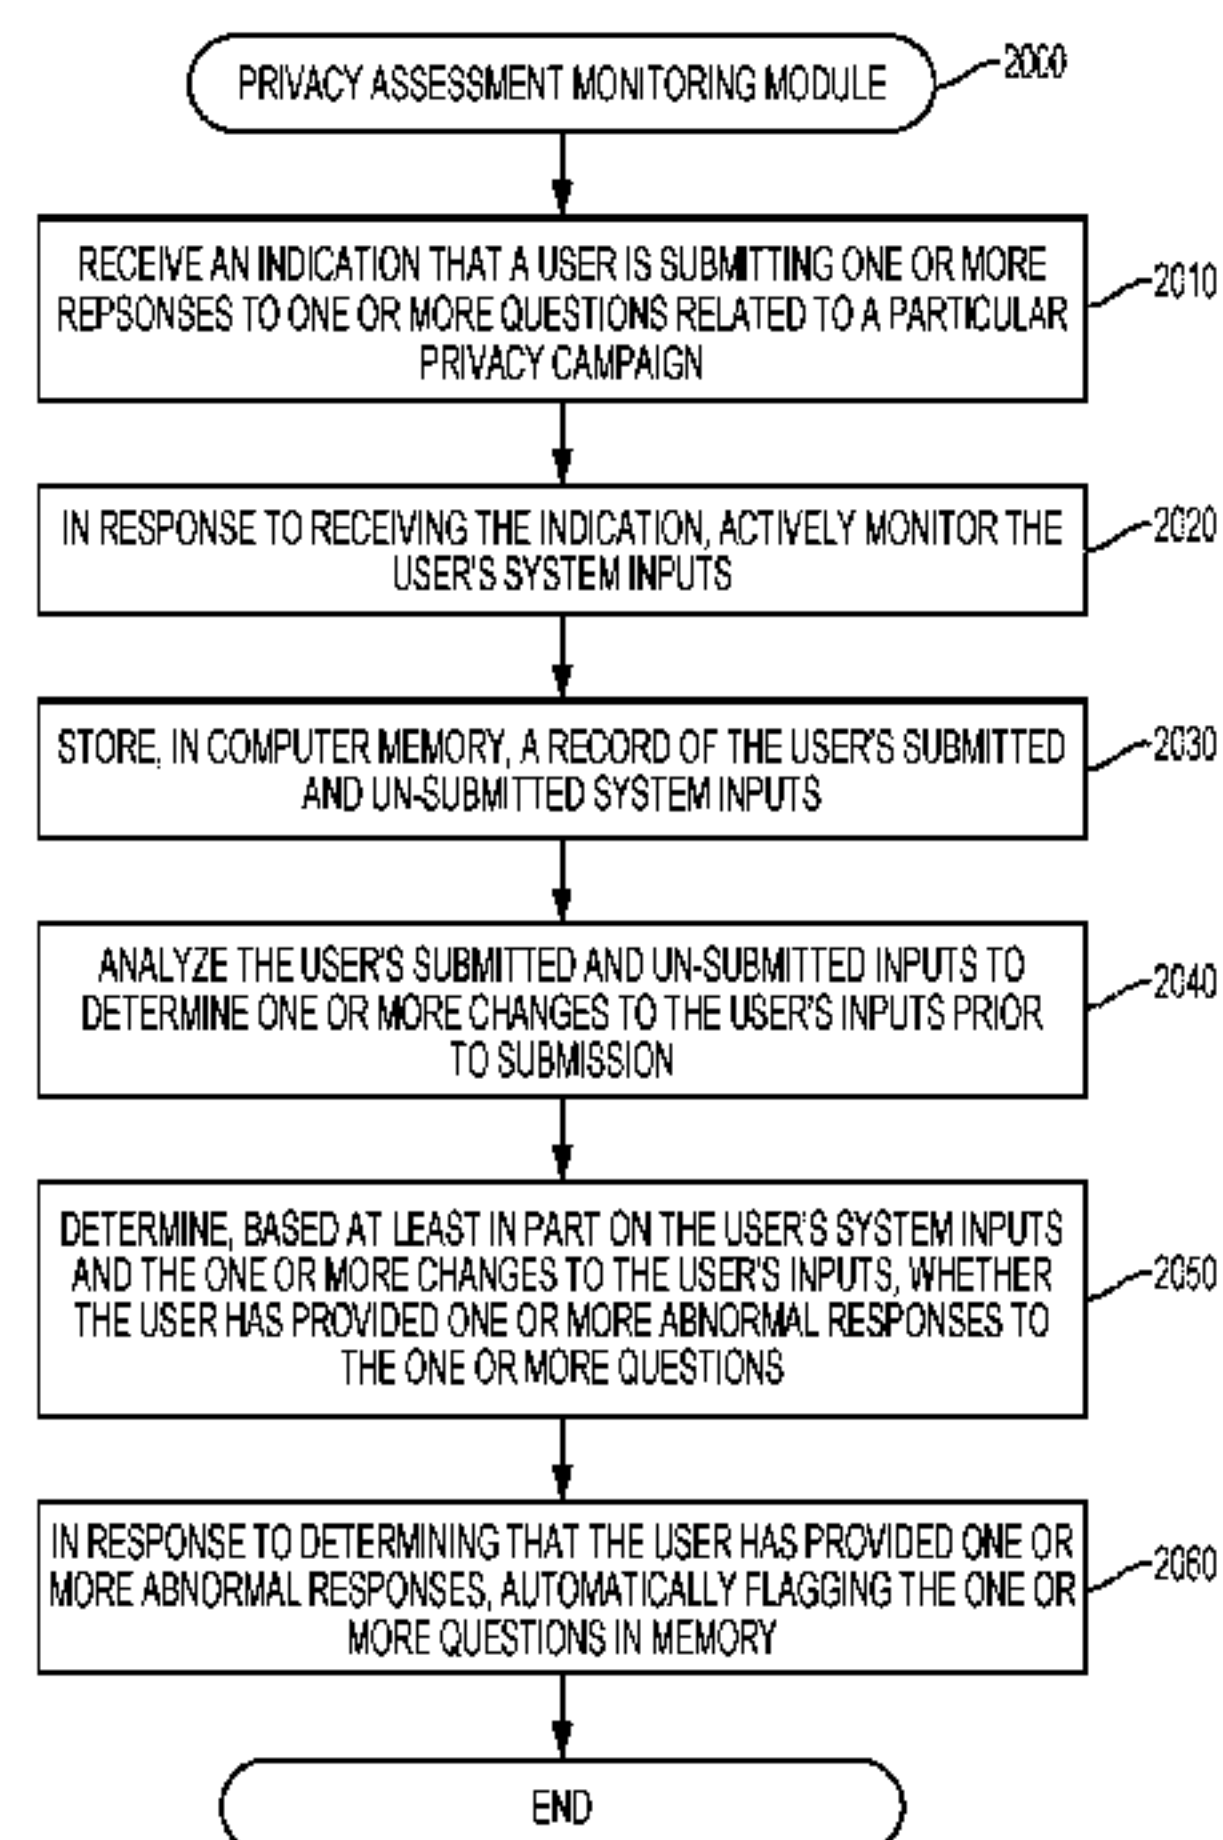 PRIVACY ASSESSMENT MONITORING MODULE
2000
RECEIVE AN INDICATION THAT A USER IS SUBMITTING ONE OR MORE
REPSONSES TO ONE OR MORE QUESTIONS RELATED TO A PARTICULAR
PRIVACY CAMPAIGN
2010
IN RESPONSE TO RECEIVING THE INDICATION, ACTIVELY MONITOR THE
USER'S SYSTEM INPUTS
2020
STORE, IN COMPUTER MEMORY, A RECORD OF THE USER'S SUBMITTED
AND UN-SUBMITTED SYSTEM INPUTS
2030
ANALYZE THE USER'S SUBMITTED AND UN-SUBMITTED INPUTS TO
DETERMINE ONE OR MORE CHANGES TO THE USER'S INPUTS PRIOR
TO SUBMISSION
2040
DETERMINE, BASED AT LEAST IN PART ON THE USER'S SYSTEM INPUTS
AND THE ONE OR MORE CHANGES TO THE USER'S INPUTS, WHETHER
THE USER HAS PROVIDED ONE OR MORE ABNORMAL RESPONSES TO
THE ONE OR MORE QUESTIONS
2050
IN RESPONSE TO DETERMINING THAT THE USER HAS PROVIDED ONE OR
MORE ABNORMAL RESPONSES, AUTOMATICALLY FLAGGING THE ONE OR
MORE QUESTIONS IN MEMORY
2060
END